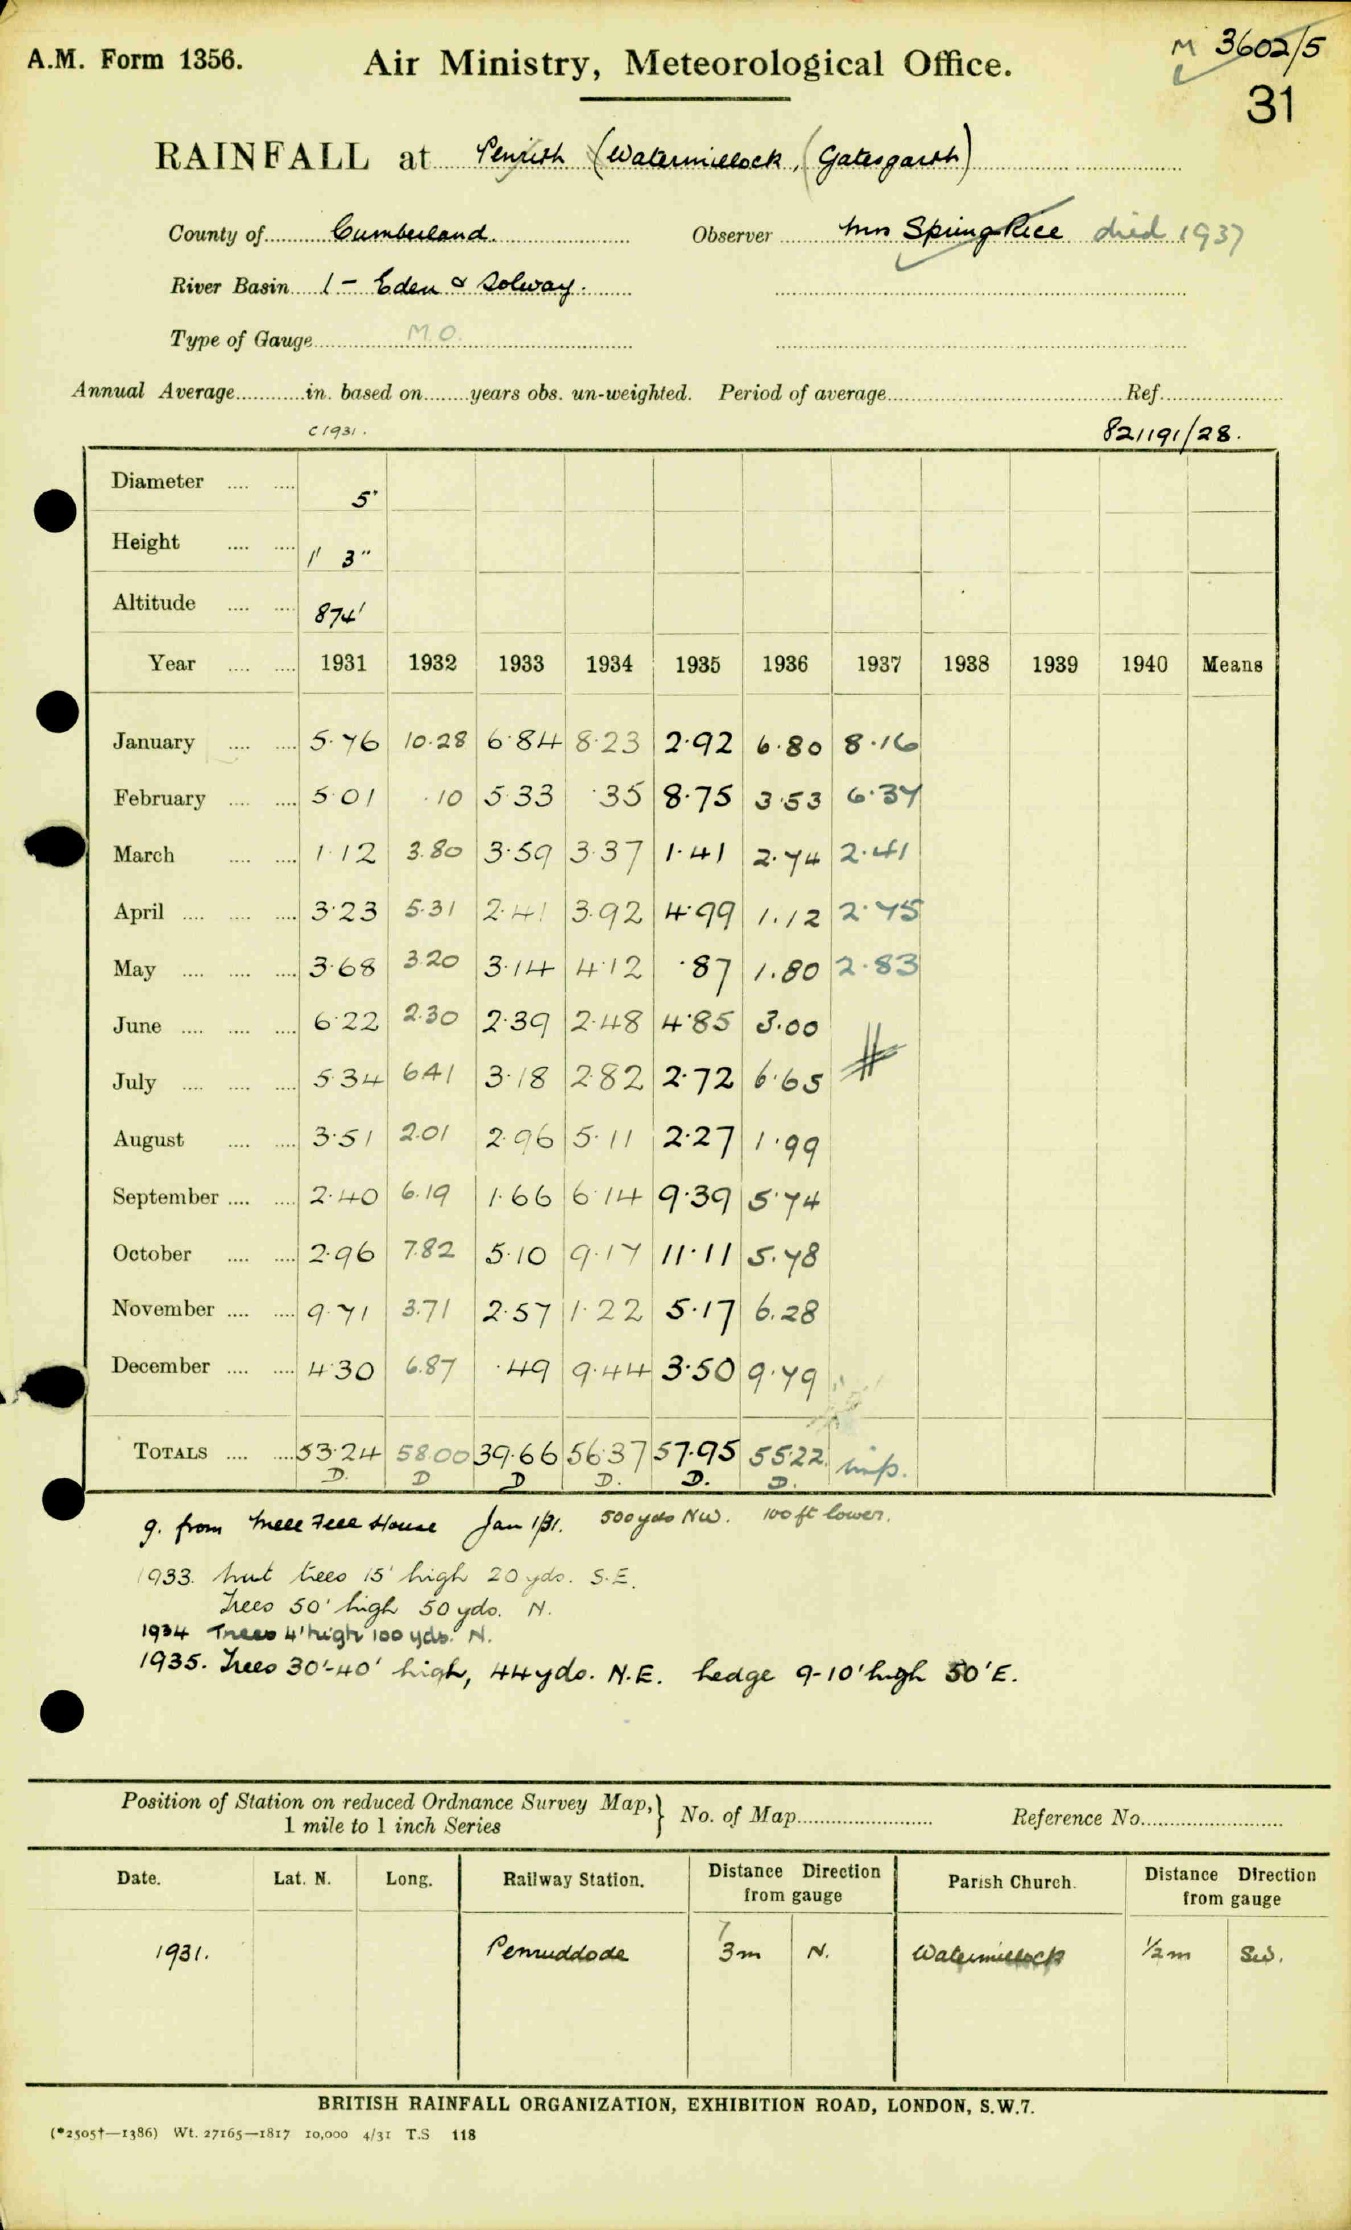 A.M. Form 1356.
Air Ministry, Meteorological Office.
M 3602/5
31
RAINFALL at Penrith (Watermillock, (Gatesgarth)
County of Cumberland. Observer Mrs Spring Rice died 1937
River Basin 1 - Eden & Solway.
Type of Gauge M.O.
Annual Average in. based on years obs. un-weighted. Period of average Ref.
C 1931. 821191/28.
Diameter 5"
Height 1' 3"
Altitude 874'
Year 1931 1932 1933 1934 1935 1936 1937 1938 1939 1940 Means
January 5.76 10.28 6.84 8.23 2.92 6.80 8.16
February 5.01 .10 5.33 .35 8.75 3.53 6.37
March 1.12 3.80 3.59 3.37 1.41 2.74 2.41
April 3.23 5.31 2.41 3.92 4.99 1.12 2.75
May 3.68 3.20 3.14 4.12 .87 1.80 2.83
June 6.22 2.30 2.39 2.48 4.85 3.00
July 5.34 6.41 3.18 2.82 2.72 6.65
August 3.51 2.01 2.96 5.11 2.27 1.99
September 2.40 6.19 1.66 6.14 9.39 5.74
October 2.96 7.82 5.10 9.17 11.11 5.78
November 9.71 3.71 2.57 1.22 5.17 6.28
December 4.30 6.87 .49 9.44 3.50 9.79
TOTALS 53.24 58.00 39.66 56.37 57.95 55.22 imp.
D. D D D. D. D.
g. from Mell Fell House Jan 1/31. 500 yds NW. 100 ft lower.
1933. Nut trees 15' high 20 yds. S.E.
Trees 50' high 50 yds. N.
1934 Trees 4' high 100 yds. N.
1935. Trees 30'-40' high, 44 yds. N.E. hedge 9-10' high 50' E.
Position of Station on reduced Ordnance Survey Map,} No. of Map Reference No.
1 mile to 1 inch Series
Date. Lat. N. Long. Railway Station. Distance Direction from gauge Parish Church. Distance Direction from gauge
1931. Penruddode 3m N. Watermillock ½m SW.
BRITISH RAINFALL ORGANIZATION, EXHIBITION ROAD, LONDON, S.W.7.
(*2505†—1386) Wt. 27165—1817 10,000 4/31 T.S 118